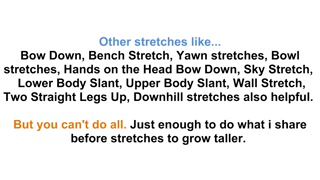 Other stretches like...
Bow Down, Bench Stretch, Yawn stretches, Bowl
stretches, Hands on the Head Bow Down, Sky Stretch,
Lower Body Slant, Upper Body Slant, Wall Stretch,
Two Straight Legs Up, Downhill stretches also helpful.
But you can't do all. Just enough to do what i share
before stretches to grow taller.